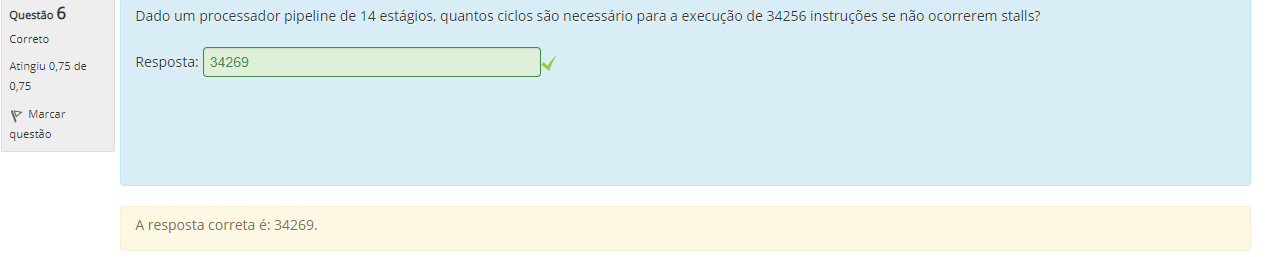 Questão 6
Correto
Atingiu 0,75 de
0,75
Marcar
questão
Dado um processador pipeline de 14 estágios, quantos ciclos são necessário para a execução de 34256 instruções se não ocorrerem stalls?
Resposta: 34269
A resposta correta é: 34269.